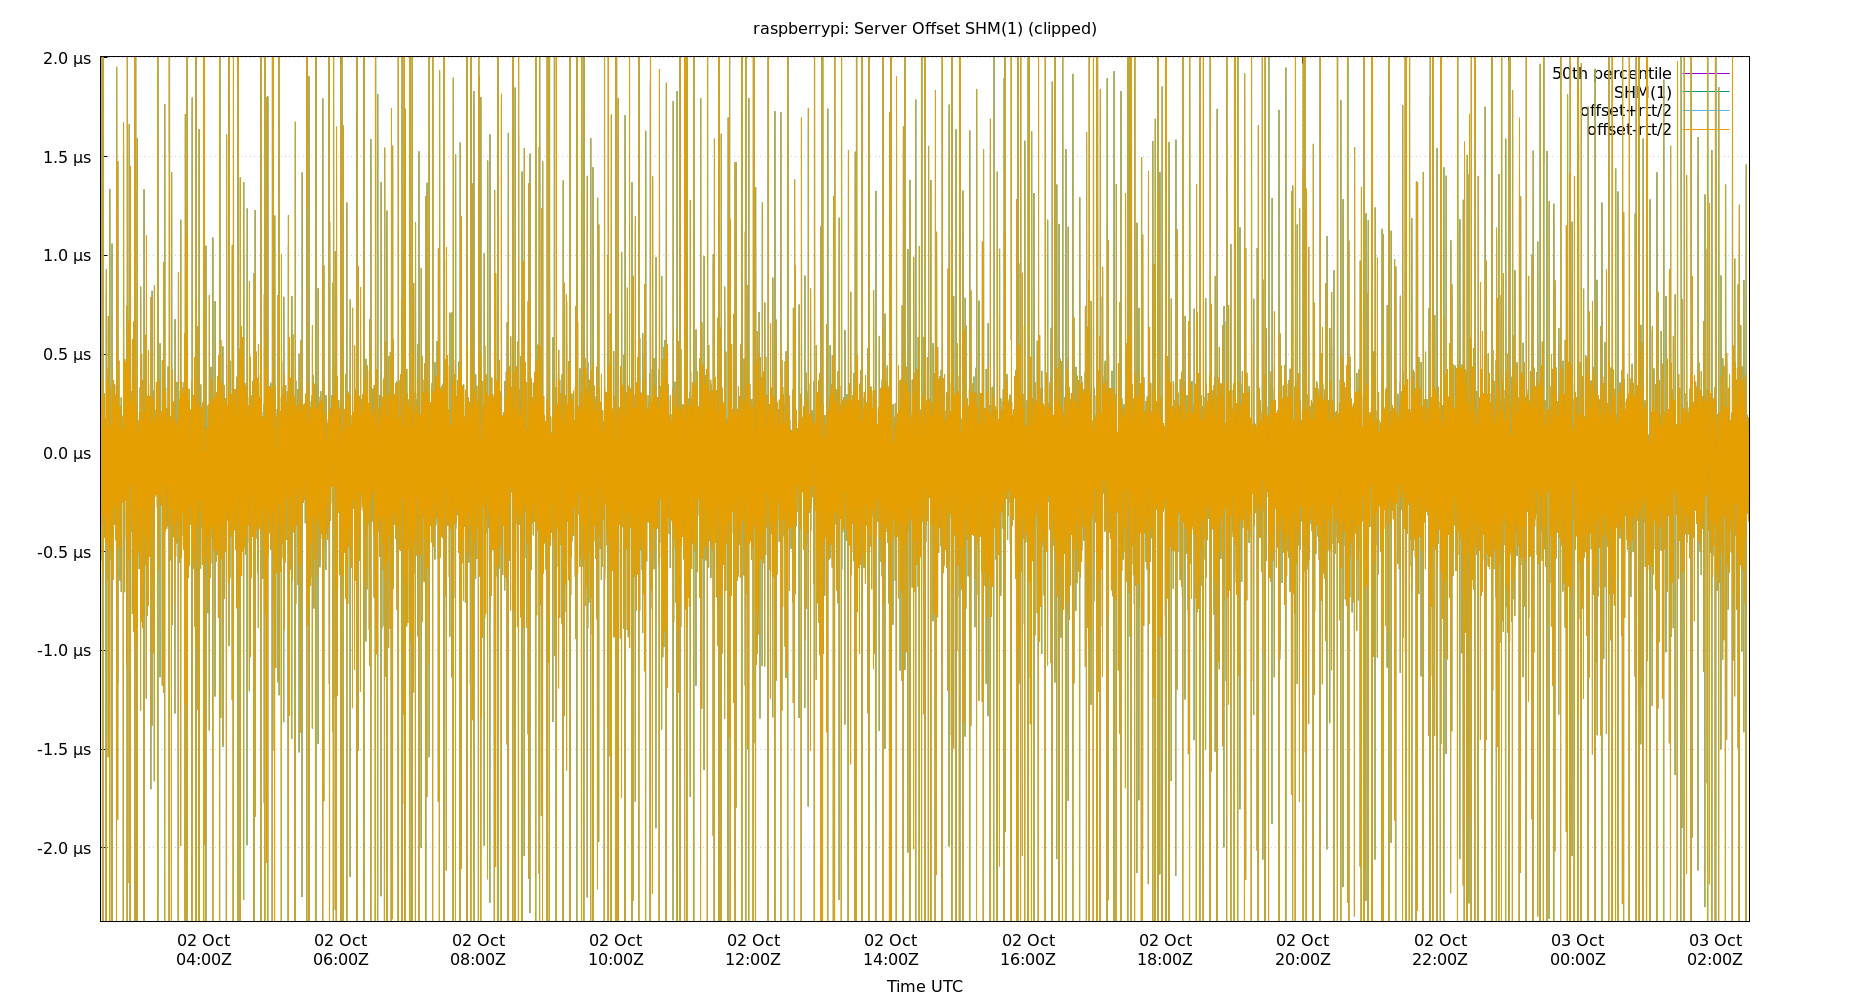 raspberrypi: Server Offset SHM(1) (clipped)
2.0 µs
1.5 µs
1.0 µs
0.5 µs
0.0 µs
-0.5 µs
-1.0 µs
-1.5 µs
-2.0 µs
50th percentile
SHM(1)
offset+rtt/2
offset-rtt/2
02 Oct 02 Oct 02 Oct 02 Oct 02 Oct 02 Oct 02 Oct 02 Oct 02 Oct 02 Oct 03 Oct 03 Oct
04:00Z 06:00Z 08:00Z 10:00Z 12:00Z 14:00Z 16:00Z 18:00Z 20:00Z 22:00Z 00:00Z 02:00Z
Time UTC